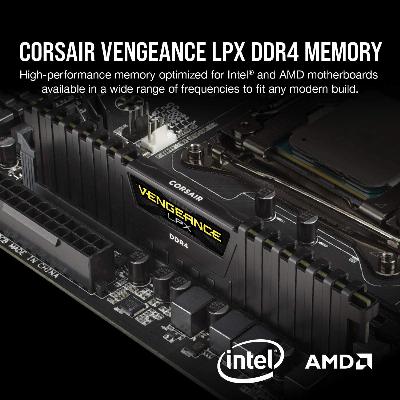 CORSAIR VENGEANCE LPX DDR4 MEMORY
High-performance memory optimized for Intel® and AMD motherboards
available in a wide range of frequencies to fit any modern build.
CORSAIR
VENGEANCE
LPX
DDR4
MADE IN CHINA
intel
AMD